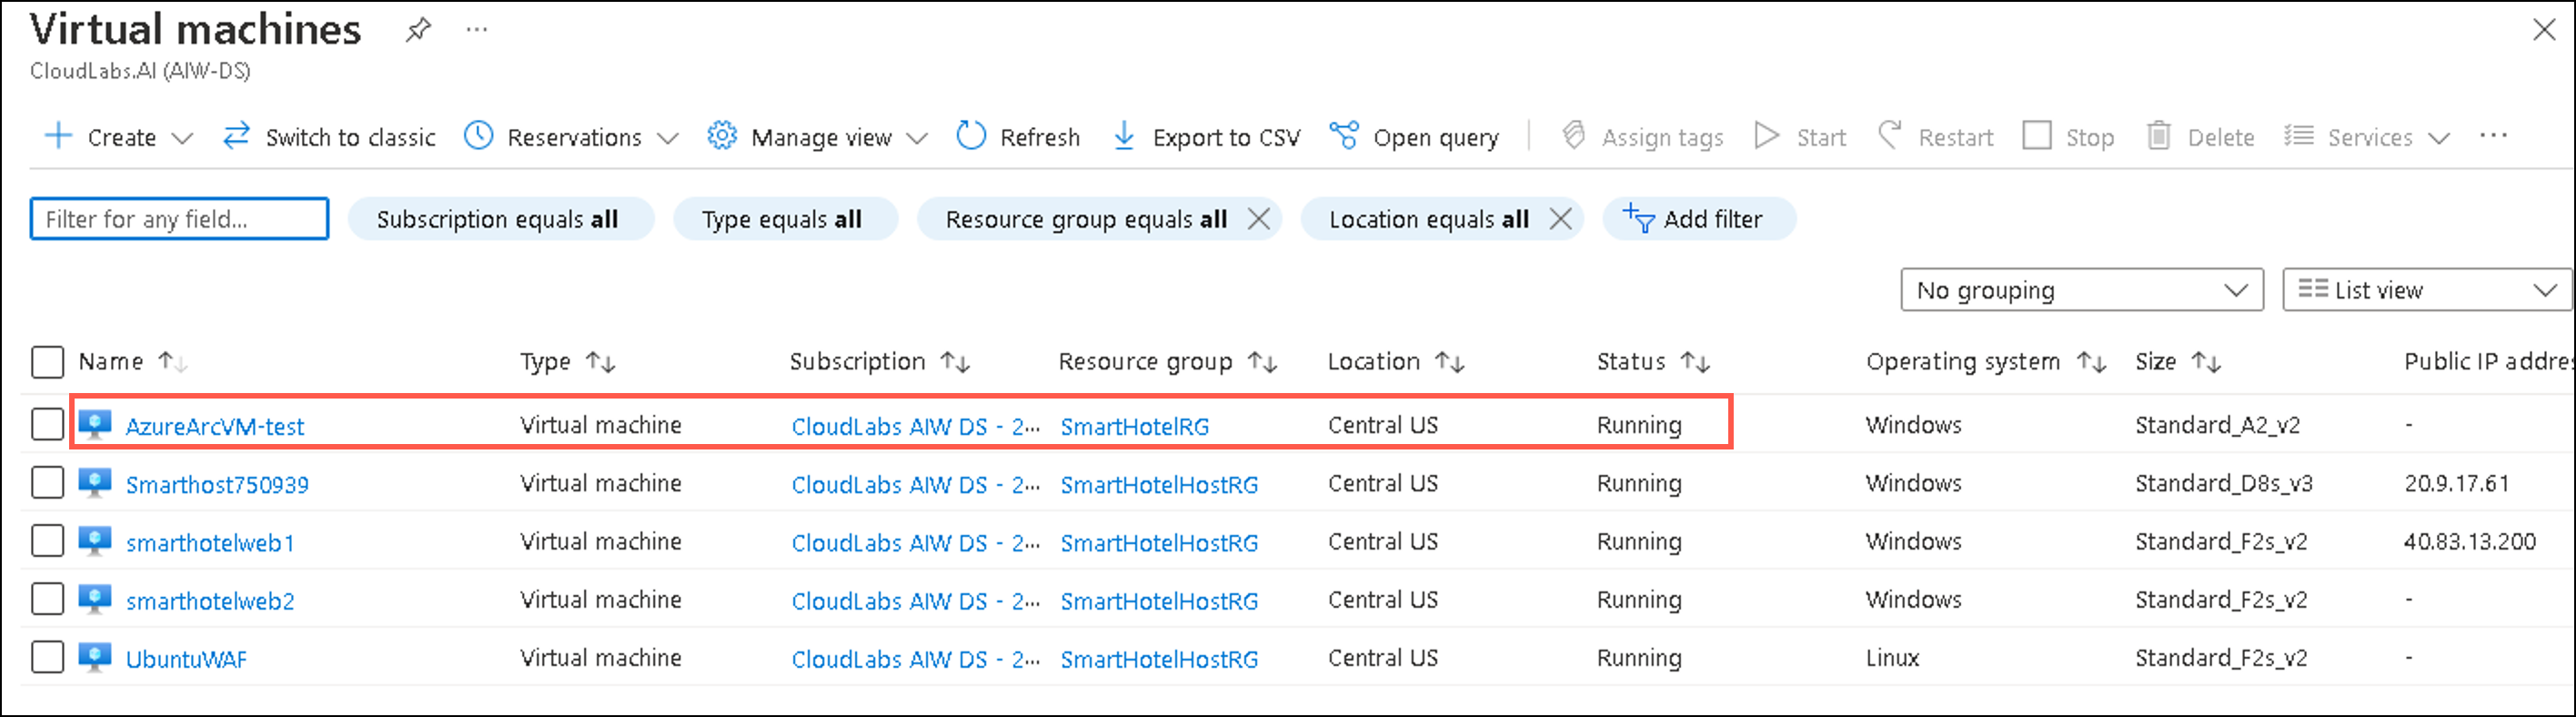 Virtual machines ...
CloudLabs.AI (AIW-DS)
Create Switch to classic Reservations Manage view Refresh Export to CSV Open query Assign tags Start Restart Stop Delete Services ...
Filter for any field... Subscription equals all Type equals all Resource group equals all Location equals all Add filter
No grouping List view
Name Type Subscription Resource group Location Status Operating system Size Public IP addres
AzureArcVM-test Virtual machine CloudLabs AIW DS - 2... SmartHotelRG Central US Running Windows Standard_A2_v2 -
Smarthost750939 Virtual machine CloudLabs AIW DS - 2... SmartHotelHostRG Central US Running Windows Standard_D8s_v3 20.9.17.61
smarthotelweb1 Virtual machine CloudLabs AIW DS - 2... SmartHotelHostRG Central US Running Windows Standard_F2s_v2 40.83.13.200
smarthotelweb2 Virtual machine CloudLabs AIW DS - 2... SmartHotelHostRG Central US Running Windows Standard_F2s_v2 -
UbuntuWAF Virtual machine CloudLabs AIW DS - 2... SmartHotelHostRG Central US Running Linux Standard_F2s_v2 -